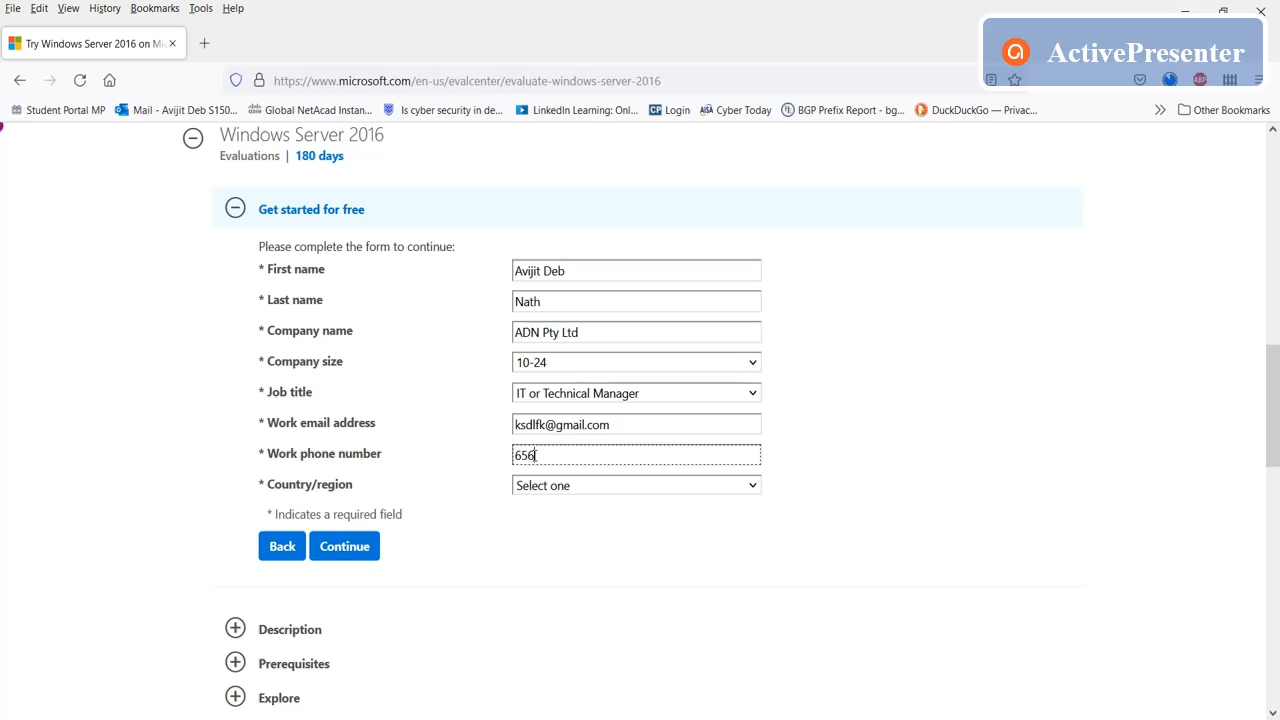 File Edit View History Bookmarks Tools Help
Try Windows Server 2016 on Mi
ActivePresenter
https://www.microsoft.com/en-us/evalcenter/evaluate-windows-server-2016
ABP
Student Portal MP Mail - Avijit Deb S150... Global NetAcad Instan... Is cyber security in de... LinkedIn Learning: Onl... CP Login Cyber Today BGP Prefix Report - bg... DuckDuckGo — Privac... Other Bookmarks
Windows Server 2016
Evaluations | 180 days
Get started for free
Please complete the form to continue:
* First name Avijit Deb
* Last name Nath
* Company name ADN Pty Ltd
* Company size 10-24
* Job title IT or Technical Manager
* Work email address ksdlfk@gmail.com
* Work phone number 656
* Country/region Select one
* Indicates a required field
Back Continue
Description
Prerequisites
Explore